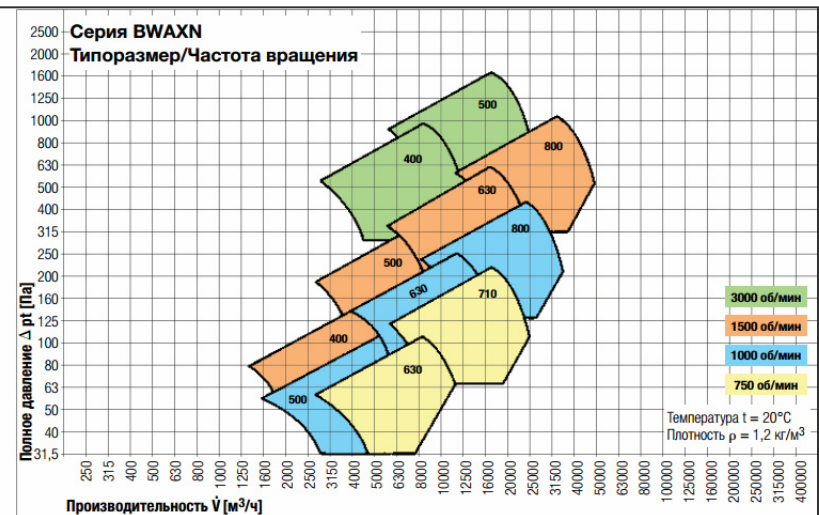 Серия BWAXN
Типоразмер/Частота вращения
2500
2000
1600
1250
1000
800
630
500
400
315
250
200
160
125
100
80
63
50
40
31,5
Полное давление Δ pt [Па]
500
400
800
630
500
800
630
710
400
500
630
3000 об/мин
1500 об/мин
1000 об/мин
750 об/мин
Температура t = 20°C
Плотность ρ = 1,2 кг/м³
250 315 400 500 630 800 1000 1250 1600 2000 2500 3150 4000 5000 6300 8000 10000 12500 16000 20000 25000 31500 40000 50000 63000 80000 100000 125000 160000 200000 250000 315000 400000
Производительность V̇ [м³/ч]